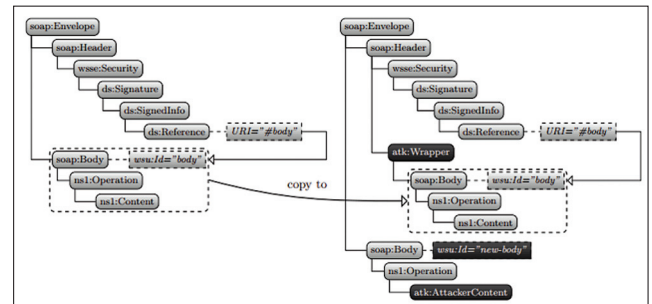 soap:Envelope
soap:Header
wsse:Security
ds:Signature
ds:SignedInfo
ds:Reference
URI="#body"
soap:Body
wsu:Id="body"
ns1:Operation
ns1:Content
copy to
soap:Envelope
soap:Header
wsse:Security
ds:Signature
ds:SignedInfo
ds:Reference
URI="#body"
atk:Wrapper
soap:Body
wsu:Id="body"
ns1:Operation
ns1:Content
soap:Body
wsu:Id="new-body"
ns1:Operation
atk:AttackerContent